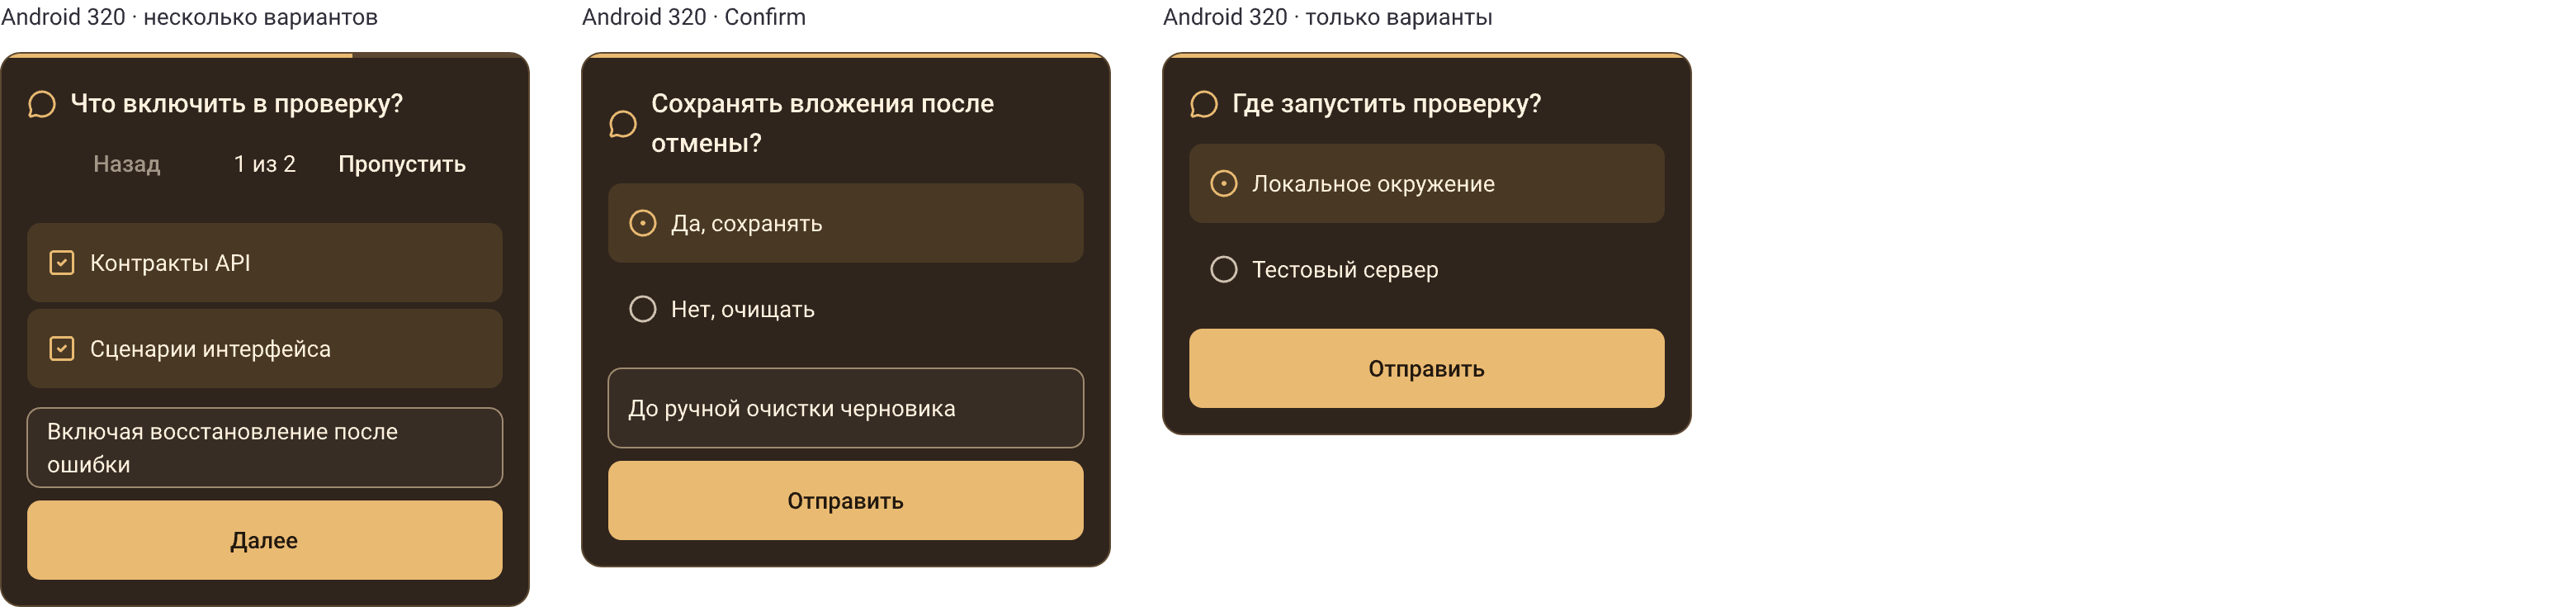 Android 320 · несколько вариантов
Что включить в проверку?
Назад
1 из 2
Пропустить
Контракты API
Сценарии интерфейса
Включая восстановление после
ошибки
Далее
Android 320 · Confirm
Сохранять вложения после
отмены?
Да, сохранять
Нет, очищать
До ручной очистки черновика
Отправить
Android 320 · только варианты
Где запустить проверку?
Локальное окружение
Тестовый сервер
Отправить